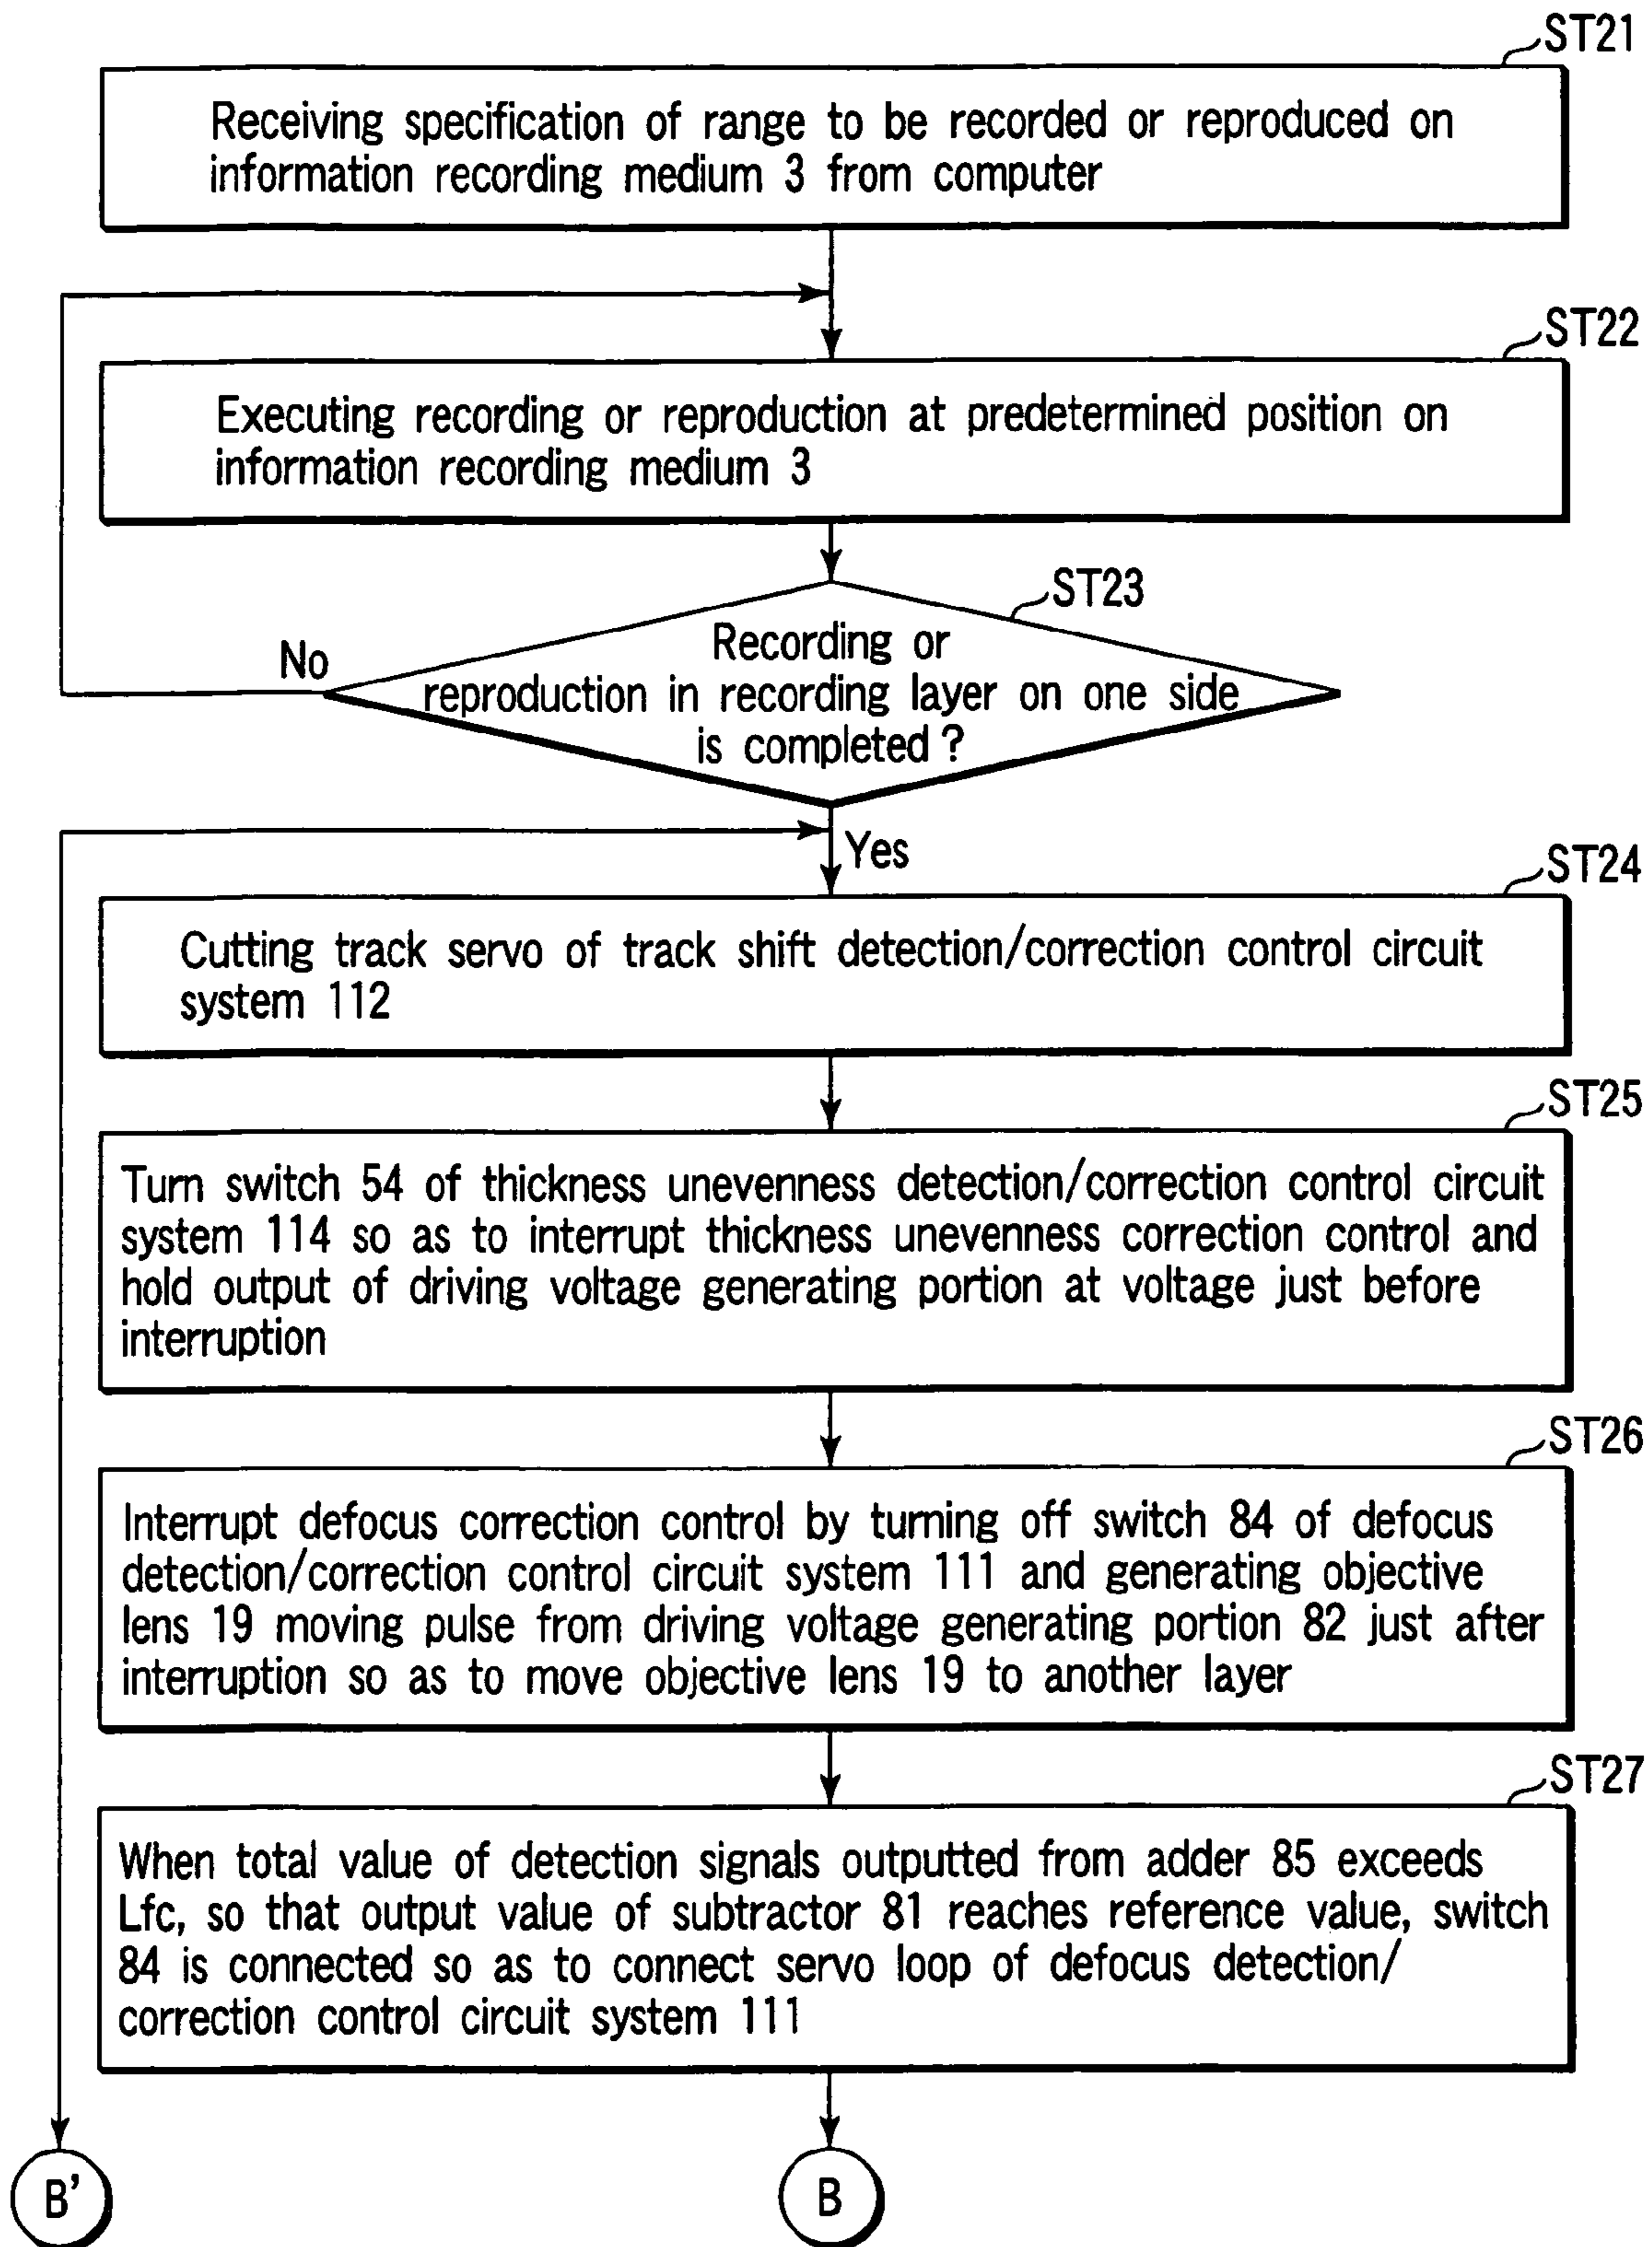 ST21
Receiving specification of range to be recorded or reproduced on
information recording medium 3 from computer
ST22
Executing recording or reproduction at predetermined position on
information recording medium 3
ST23
Recording or
No
reproduction in recording layer on one side
is completed ?
Yes
ST24
Cutting track servo of track shift detection/correction control circuit
system 112
ST25
Turn switch 54 of thickness unevenness detection/correction control circuit
system 114 so as to interrupt thickness unevenness correction control and
hold output of driving voltage generating portion at voltage just before
interruption
ST26
Interrupt defocus correction control by turning off switch 84 of defocus
detection/correction control circuit system 111 and generating objective
lens 19 moving pulse from driving voltage generating portion 82 just after
interruption so as to move objective lens 19 to another layer
ST27
When total value of detection signals outputted from adder 85 exceeds
Lfc, so that output value of subtractor 81 reaches reference value, switch
84 is connected so as to connect servo loop of defocus detection/
correction control circuit system 111
B'
B